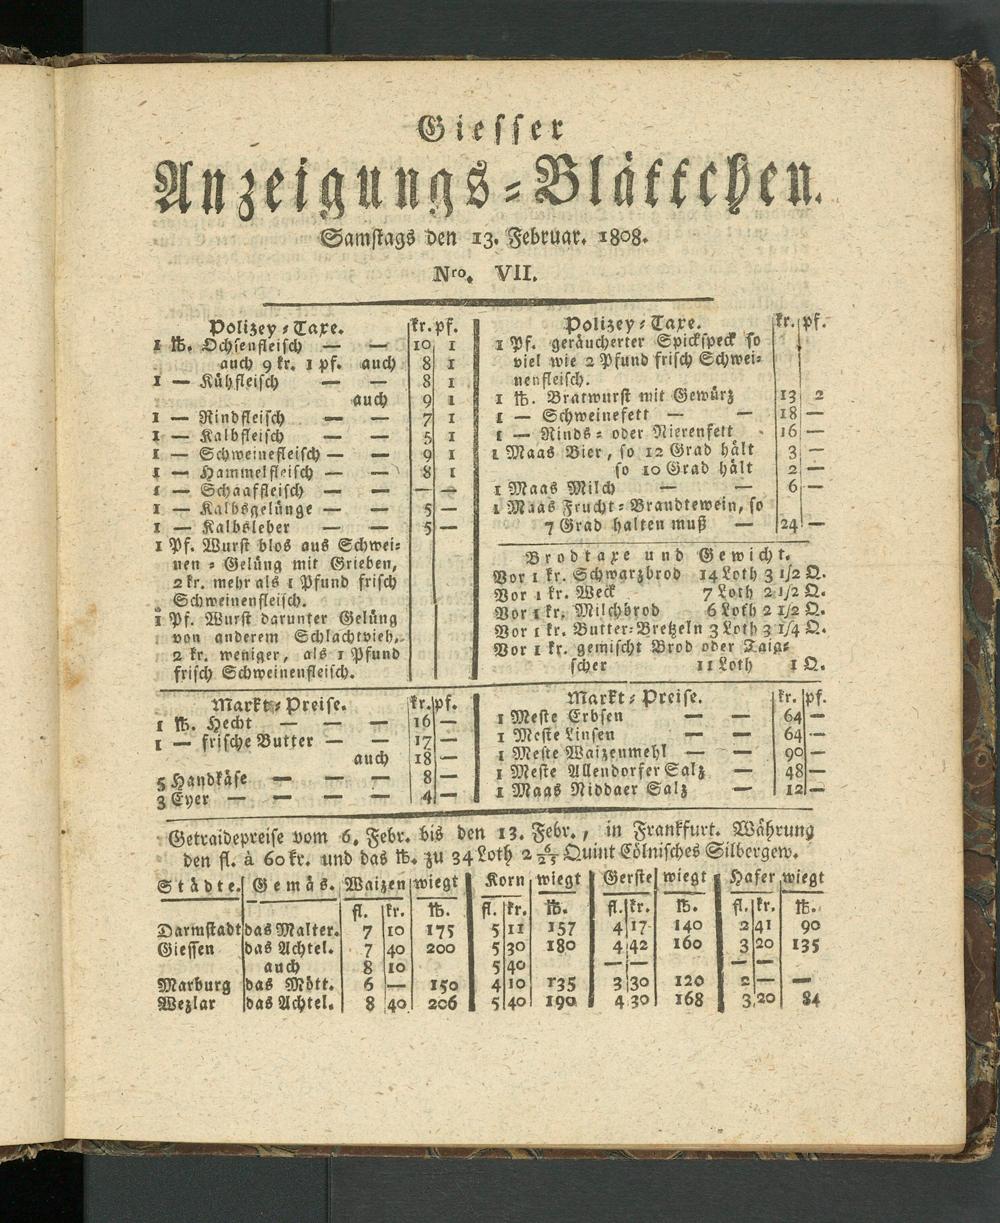 Giesser
Anzeigungs-Blättchen.
Samstags den 13. Februar. 1808.
Nro. VII.
Polizey-Taxe. kr. pf.
1 ℔. Ochsenfleisch — — 10 1
auch 9 kr. 1 pf. auch 8 1
1 — Kühfleisch — — 8 1
auch 9 1
1 — Rindfleisch — — 7 1
1 — Kalbfleisch — — 5 1
1 — Schweinefleisch — — 9 1
1 — Hammelfleisch — — 8 1
1 — Schaaffleisch — — — —
1 — Kalbsgelünge — — 5 —
1 — Kalbsleber — — 5 —
1 Pf. Wurst blos aus Schwei-
nen-Gelüng mit Grieben,
2 kr. mehr als 1 Pfund frisch
Schweinenfleisch.
1 Pf. Wurst darunter Gelüng
von anderem Schlachtvieh,
2 kr. weniger, als 1 Pfund
frisch Schweinenfleisch.
Polizey-Taxe. kr. pf.
1 Pf. geräucherter Spickspeck so
viel wie 2 Pfund frisch Schwei-
nenfleisch.
1 ℔. Bratwurst mit Gewürz 13 2
1 — Schweinefett — — 18 —
1 — Rinds- oder Nierenfett 16 —
1 Maas Bier, so 12 Grad hält 3 —
so 10 Grad hält 2 —
1 Maas Milch — — 6 —
1 Maas Frucht-Brandtewein, so
7 Grad halten muß — 24 —
Brodtaxe und Gewicht.
Vor 1 kr. Schwarzbrod 14 Loth 3 1/2 Q.
Vor 1 kr. Weck 7 Loth 2 1/2 Q.
Vor 1 kr. Milchbrod 6 Loth 2 1/2 Q.
Vor 1 kr. Butter-Bretzeln 3 Loth 3 1/4 Q.
Vor 1 kr. gemischt Brod oder Taig-
scher 11 Loth 1 Q.
Markt-Preise. kr. pf.
1 ℔. Hecht — — — 16 —
1 — frische Butter — — 17 —
auch 18 —
5 Handkäse — — — 8 —
3 Eyer — — — — 4 —
Markt-Preise. kr. pf.
1 Meste Erbsen — — 64 —
1 Meste Linsen — — 64 —
1 Meste Waizenmehl — — 90 —
1 Meste Allendorfer Salz — 48 —
1 Maas Niddaer Salz — 12 —
Getraidepreise vom 6. Febr. bis den 13. Febr., in Frankfurt. Währung
den fl. à 60 kr. und das ℔. zu 34 Loth 2 6/25 Quint Cölnisches Silbergew.
Städte. Gemäs. Waizen wiegt Korn wiegt Gerste wiegt Hafer wiegt
fl. kr. ℔. fl. kr. ℔. fl. kr. ℔. fl. kr. ℔.
Darmstadt das Malter. 7 10 175 5 11 157 4 17 140 2 41 90
Giessen das Achtel. 7 40 200 5 30 180 4 42 160 3 20 135
auch 8 10 5 40 — — — —
Marburg das Mött. 6 — 150 4 10 135 3 30 120 2 — —
Wezlar das Achtel. 8 40 206 5 40 190 4 30 168 3 20 84